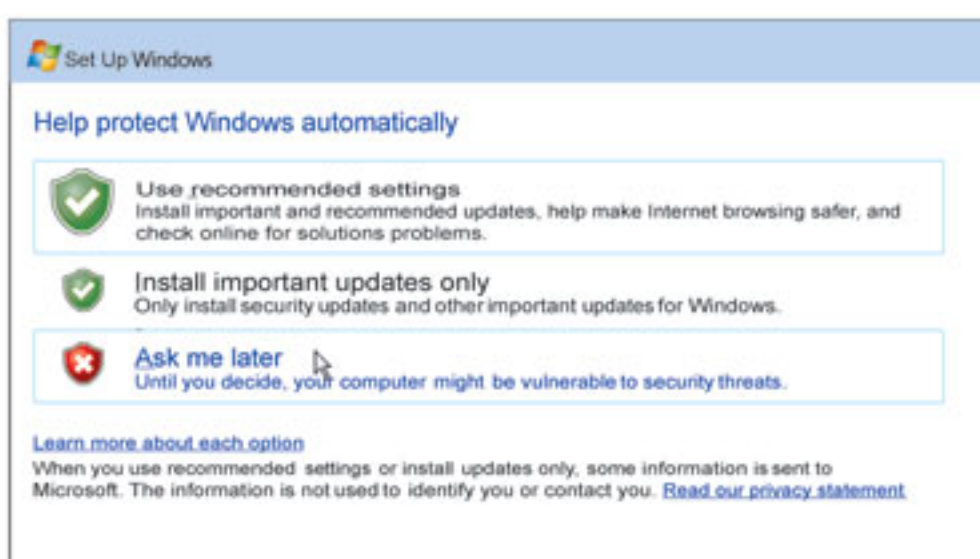 Set Up Windows
Help protect Windows automatically
Use recommended settings
Install important and recommended updates, help make Internet browsing safer, and
check online for solutions problems.
Install important updates only
Only install security updates and other important updates for Windows.
Ask me later
Until you decide, your computer might be vulnerable to security threats.
Learn more about each option
When you use recommended settings or install updates only, some information is sent to
Microsoft. The information is not used to identify you or contact you. Read our privacy statement